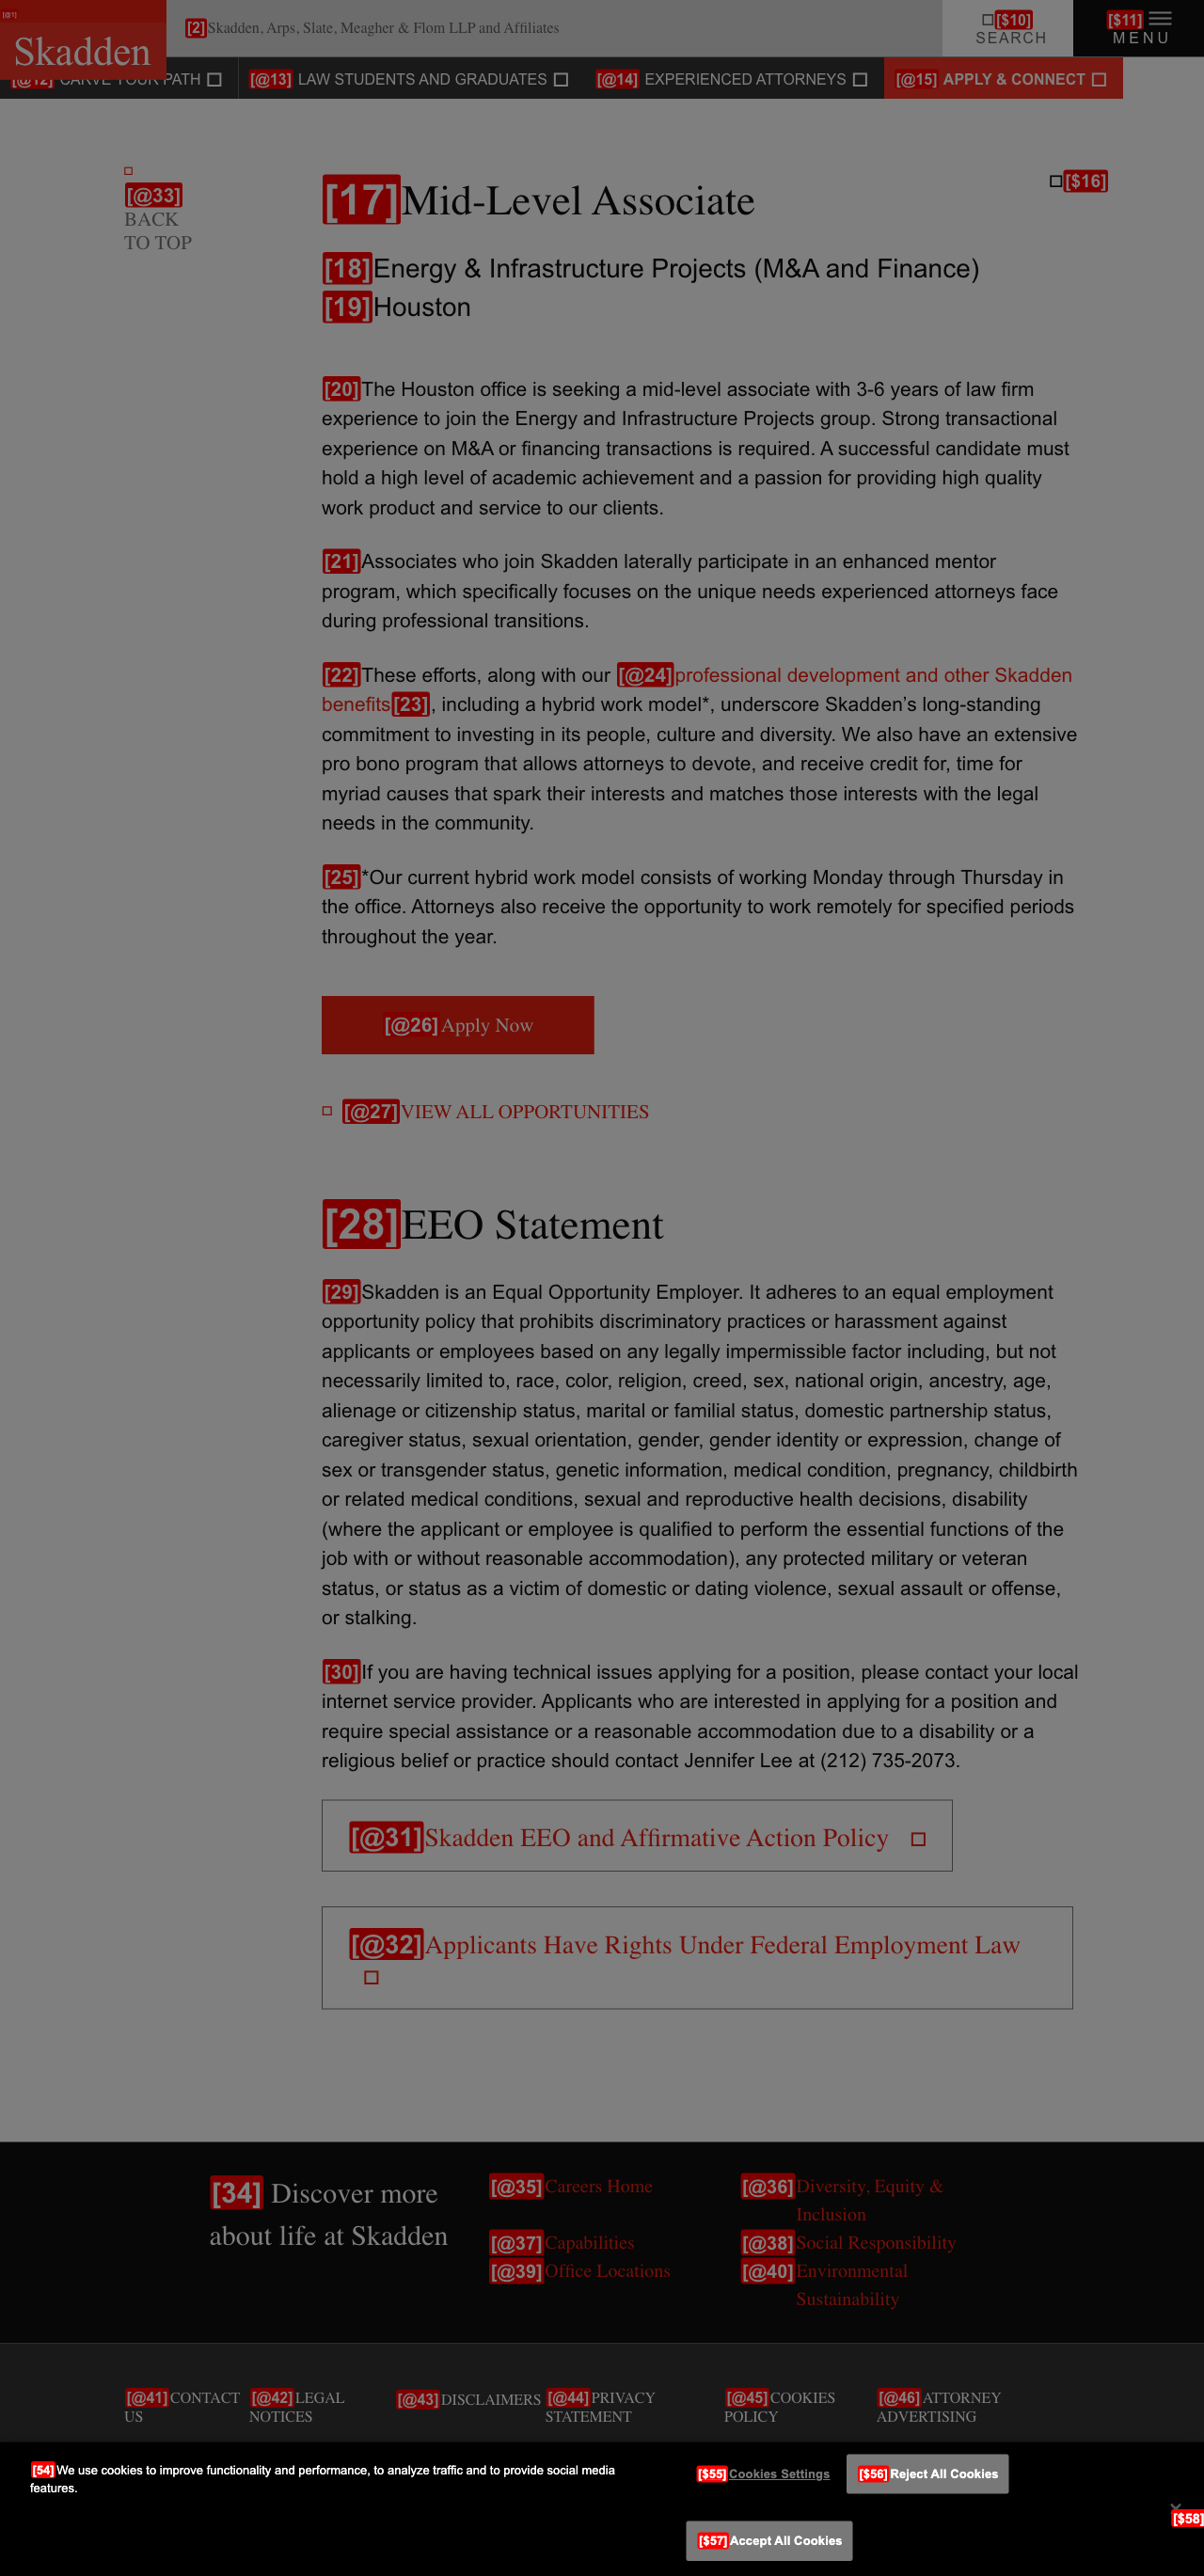 [@1]
Skadden
[2]Skadden, Arps, Slate, Meagher & Flom LLP and Affiliates
[$10]
SEARCH
[$11]
MENU
[@12] CARVE YOUR PATH
[@13] LAW STUDENTS AND GRADUATES
[@14] EXPERIENCED ATTORNEYS
[@15] APPLY & CONNECT
[@33]
BACK
TO TOP
[17]Mid-Level Associate
[$16]
[18]Energy & Infrastructure Projects (M&A and Finance)
[19]Houston
[20]The Houston office is seeking a mid-level associate with 3-6 years of law firm
experience to join the Energy and Infrastructure Projects group. Strong transactional
experience on M&A or financing transactions is required. A successful candidate must
hold a high level of academic achievement and a passion for providing high quality
work product and service to our clients.
[21]Associates who join Skadden laterally participate in an enhanced mentor
program, which specifically focuses on the unique needs experienced attorneys face
during professional transitions.
[22]These efforts, along with our [@24]professional development and other Skadden
benefits[23], including a hybrid work model*, underscore Skadden’s long-standing
commitment to investing in its people, culture and diversity. We also have an extensive
pro bono program that allows attorneys to devote, and receive credit for, time for
myriad causes that spark their interests and matches those interests with the legal
needs in the community.
[25]*Our current hybrid work model consists of working Monday through Thursday in
the office. Attorneys also receive the opportunity to work remotely for specified periods
throughout the year.
[@26]Apply Now
[@27]VIEW ALL OPPORTUNITIES
[28]EEO Statement
[29]Skadden is an Equal Opportunity Employer. It adheres to an equal employment
opportunity policy that prohibits discriminatory practices or harassment against
applicants or employees based on any legally impermissible factor including, but not
necessarily limited to, race, color, religion, creed, sex, national origin, ancestry, age,
alienage or citizenship status, marital or familial status, domestic partnership status,
caregiver status, sexual orientation, gender, gender identity or expression, change of
sex or transgender status, genetic information, medical condition, pregnancy, childbirth
or related medical conditions, sexual and reproductive health decisions, disability
(where the applicant or employee is qualified to perform the essential functions of the
job with or without reasonable accommodation), any protected military or veteran
status, or status as a victim of domestic or dating violence, sexual assault or offense,
or stalking.
[30]If you are having technical issues applying for a position, please contact your local
internet service provider. Applicants who are interested in applying for a position and
require special assistance or a reasonable accommodation due to a disability or a
religious belief or practice should contact Jennifer Lee at (212) 735-2073.
[@31]Skadden EEO and Affirmative Action Policy
[@32]Applicants Have Rights Under Federal Employment Law
[34] Discover more
about life at Skadden
[@35]Careers Home
[@36]Diversity, Equity &
Inclusion
[@37]Capabilities
[@38]Social Responsibility
[@39]Office Locations
[@40]Environmental
Sustainability
[@41]CONTACT
US
[@42]LEGAL
NOTICES
[@43]DISCLAIMERS
[@44]PRIVACY
STATEMENT
[@45]COOKIES
POLICY
[@46]ATTORNEY
ADVERTISING
[54]We use cookies to improve functionality and performance, to analyze traffic and to provide social media
features.
[$55]Cookies Settings
[$56]Reject All Cookies
[$57]Accept All Cookies
[$58]